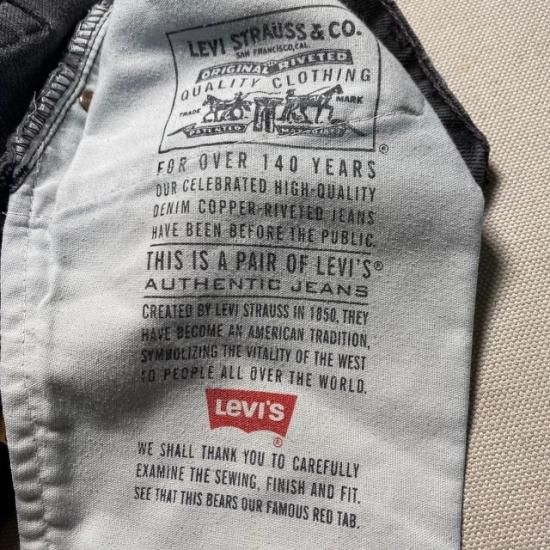 LEVI STRAUSS & CO.
SAN FRANCISCO, CAL.
ORIGINAL RIVETED
QUALITY CLOTHING
TRADE MARK
PATENTED MAY 20 1873
®
FOR OVER 140 YEARS
OUR CELEBRATED HIGH-QUALITY
DENIM COPPER-RIVETED JEANS
HAVE BEEN BEFORE THE PUBLIC.
THIS IS A PAIR OF LEVI'S®
AUTHENTIC JEANS
CREATED BY LEVI STRAUSS IN 1850, THEY
HAVE BECOME AN AMERICAN TRADITION,
SYMBOLIZING THE VITALITY OF THE WEST
TO PEOPLE ALL OVER THE WORLD.
LEVI'S
®
WE SHALL THANK YOU TO CAREFULLY
EXAMINE THE SEWING, FINISH AND FIT.
SEE THAT THIS BEARS OUR FAMOUS RED TAB.